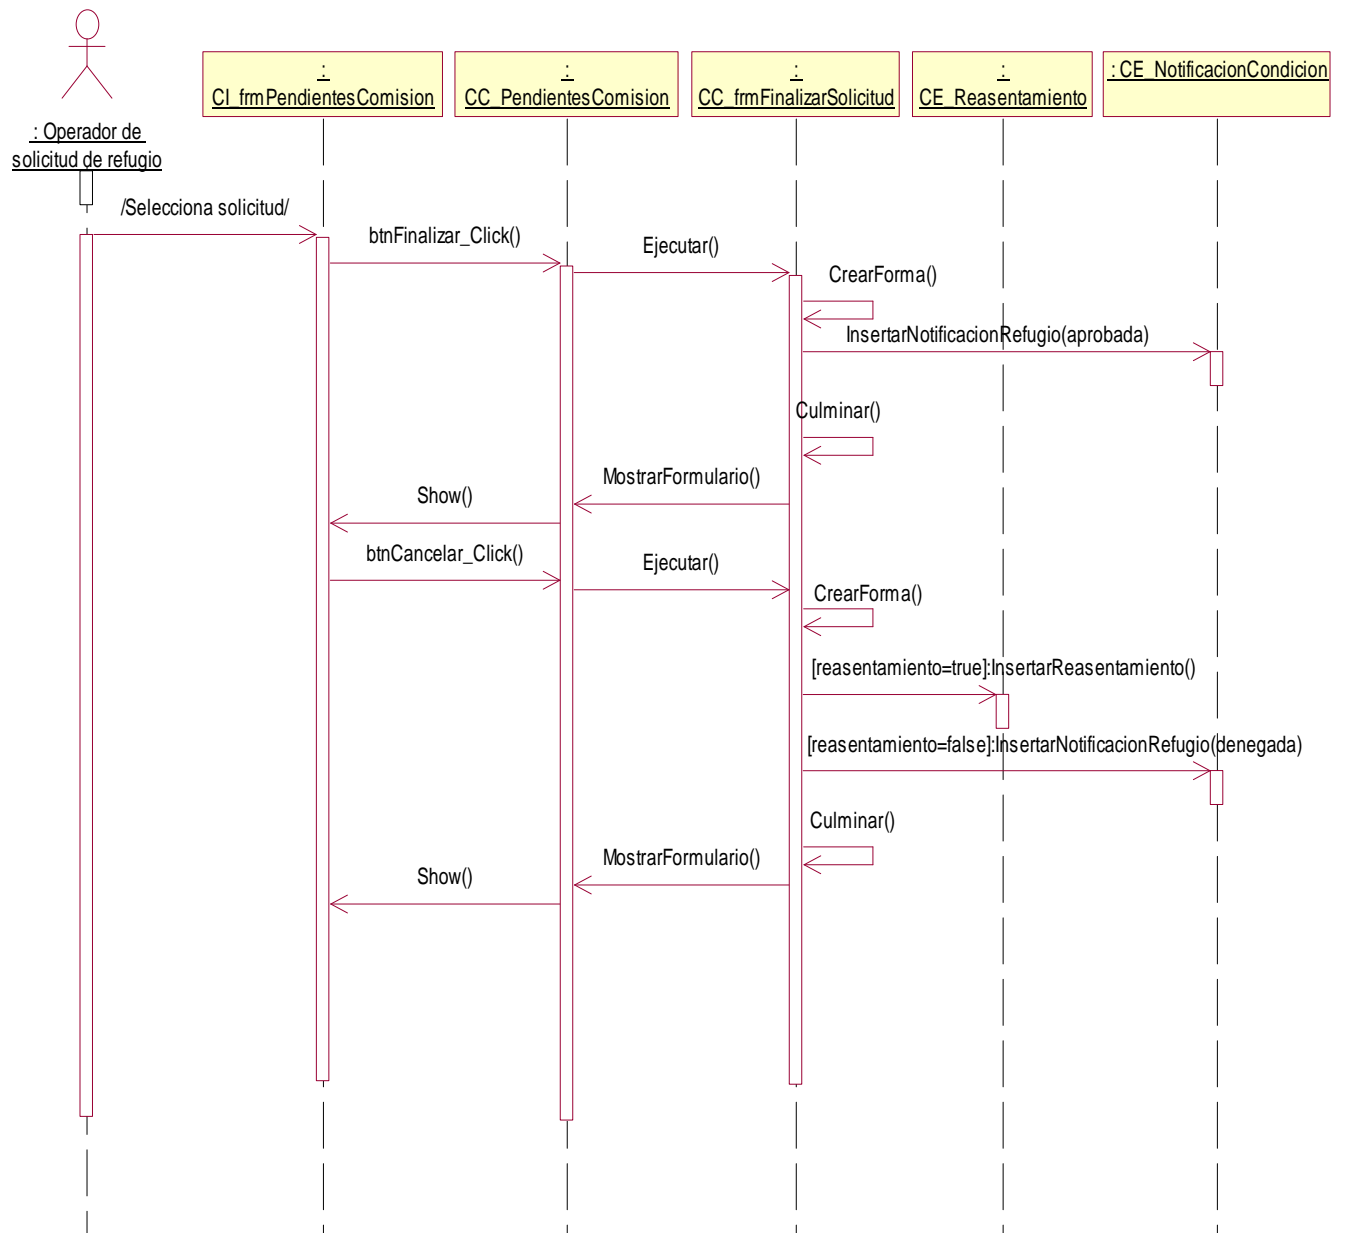 : Operador de
solicitud de refugio
:
CI_frmPendientesComision
:
CC_PendientesComision
:
CC_frmFinalizarSolicitud
:
CE_Reasentamiento
: CE_NotificacionCondicion
/Selecciona solicitud/
btnFinalizar_Click()
Ejecutar()
CrearForma()
InsertarNotificacionRefugio(aprobada)
Culminar()
MostrarFormulario()
Show()
btnCancelar_Click()
Ejecutar()
CrearForma()
[reasentamiento=true]:InsertarReasentamiento()
[reasentamiento=false]:InsertarNotificacionRefugio(denegada)
Culminar()
MostrarFormulario()
Show()